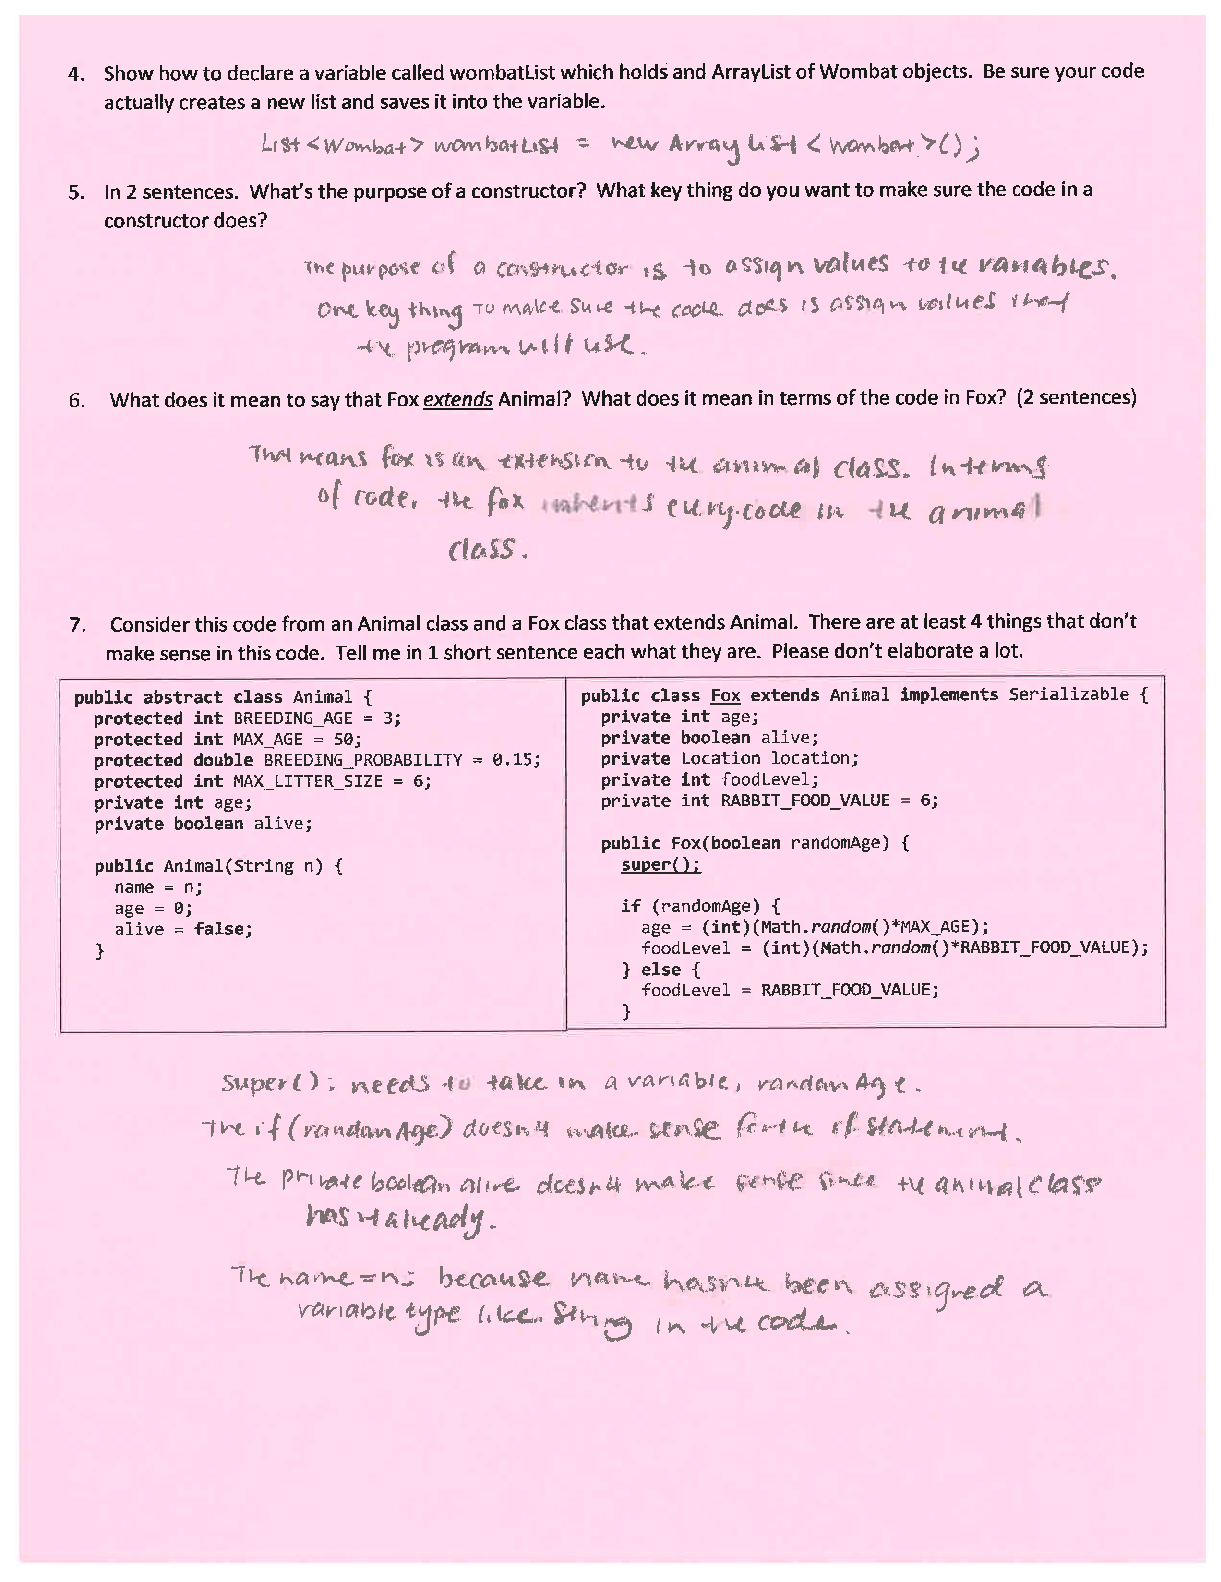 4. Show how to declare a variable called wombatList which holds and ArrayList of Wombat objects. Be sure your code
actually creates a new list and saves it into the variable.
List <Wombat> wombatList = new ArrayList <Wombat>();
5. In 2 sentences. What's the purpose of a constructor? What key thing do you want to make sure the code in a
constructor does?
The purpose of a constructor is to assign values to the variables.
One key thing to make sure the code does is assign values that
the program will use.
6. What does it mean to say that Fox extends Animal? What does it mean in terms of the code in Fox? (2 sentences)
That means fox is an extension to the animal class. In terms
of code, the fox inherits every code in the animal
class.
7. Consider this code from an Animal class and a Fox class that extends Animal. There are at least 4 things that don't
make sense in this code. Tell me in 1 short sentence each what they are. Please don't elaborate a lot.
public abstract class Animal {
protected int BREEDING_AGE = 3;
protected int MAX_AGE = 50;
protected double BREEDING_PROBABILITY = 0.15;
protected int MAX_LITTER_SIZE = 6;
private int age;
private boolean alive;
public Animal(String n) {
name = n;
age = 0;
alive = false;
}
public class Fox extends Animal implements Serializable {
private int age;
private boolean alive;
private Location location;
private int foodLevel;
private int RABBIT_FOOD_VALUE = 6;
public Fox(boolean randomAge) {
super();
if (randomAge) {
age = (int)(Math.random()*MAX_AGE);
foodLevel = (int)(Math.random()*RABBIT_FOOD_VALUE);
} else {
foodLevel = RABBIT_FOOD_VALUE;
}
Super(); needs to take in a variable, randomAge.
The if (randomAge) doesn't make sense for the if statement.
The private boolean alive doesn't make sense since the animal class
has it already.
The name = n; because name hasn't been assigned a
variable type like String in the code.